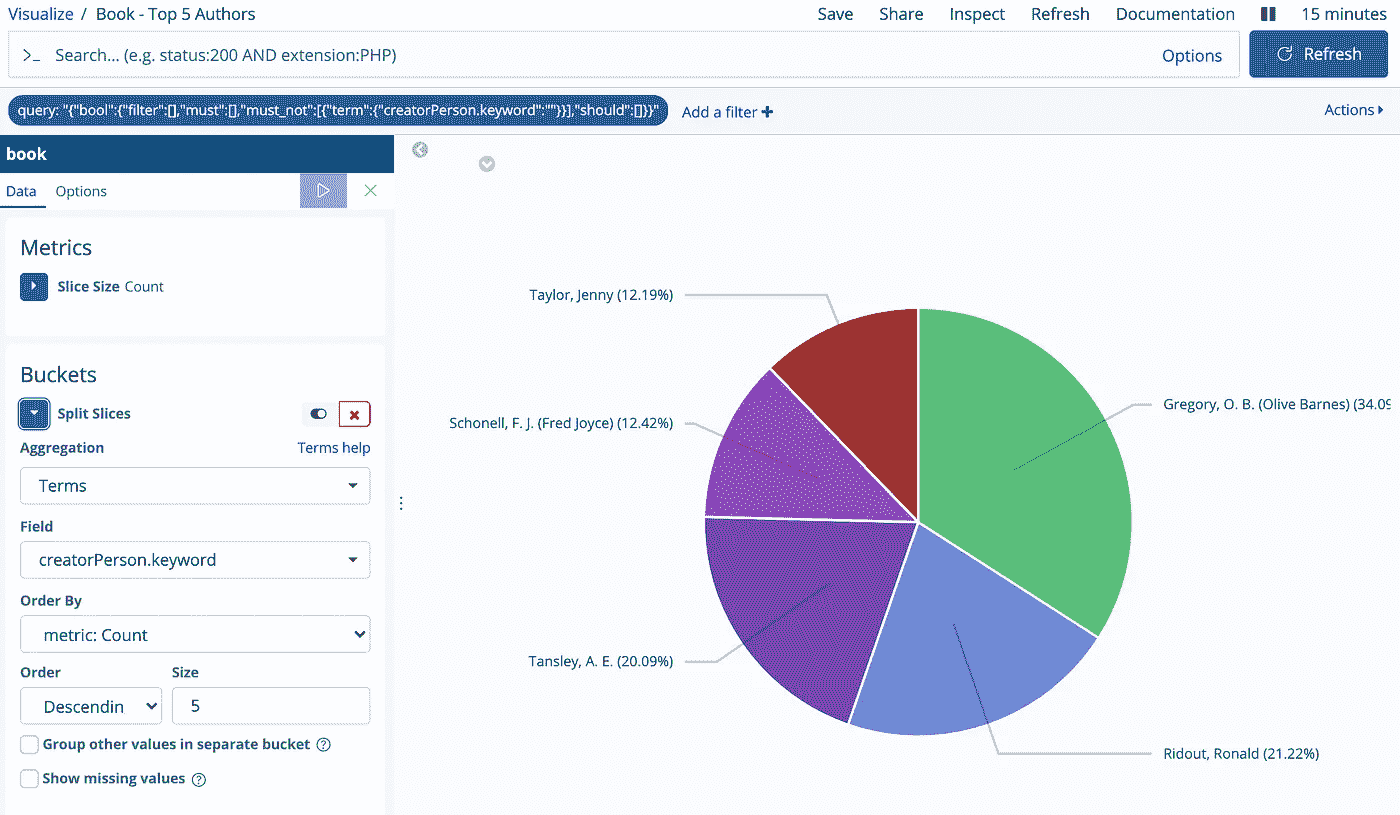 Visualize / Book - Top 5 Authors
Save Share Inspect Refresh Documentation 15 minutes
>_ Search... (e.g. status:200 AND extension:PHP) Options Refresh
query: "{"bool":{"filter":[],"must":[],"must_not":[{"term":{"creatorPerson.keyword":""}}],"should":[]}}" Add a filter + Actions
book
Data Options
Metrics
Slice Size Count
Buckets
Split Slices
Aggregation Terms help
Terms
Field
creatorPerson.keyword
Order By
metric: Count
Order Size
Descendin 5
Group other values in separate bucket ?
Show missing values ?
Taylor, Jenny (12.19%)
Gregory, O. B. (Olive Barnes) (34.09
Schonell, F. J. (Fred Joyce) (12.42%)
Tansley, A. E. (20.09%)
Ridout, Ronald (21.22%)